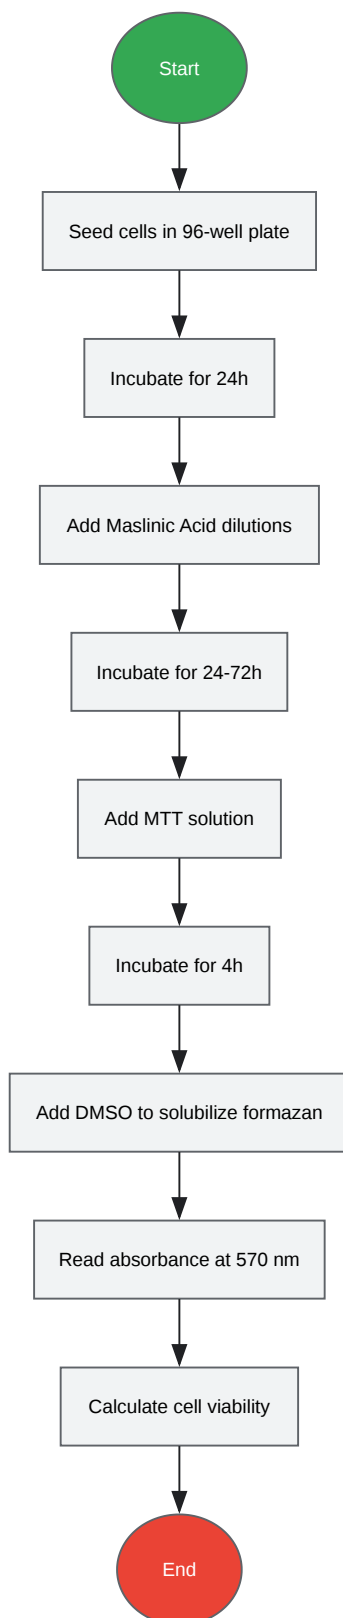 Start
Seed cells in 96-well plate
Incubate for 24h
Add Maslinic Acid dilutions
Incubate for 24-72h
Add MTT solution
Incubate for 4h
Add DMSO to solubilize formazan
Read absorbance at 570 nm
Calculate cell viability
End